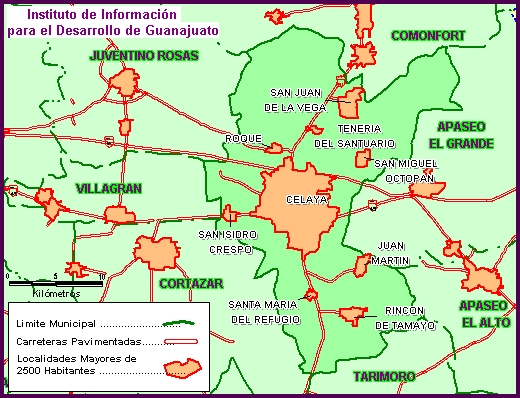 Instituto de Información
para el Desarrollo de Guanajuato
COMONFORT
JUVENTINO ROSAS
SAN JUAN
DE LA VEGA
TENERIA
DEL SANTUARIO
APASEO
EL GRANDE
ROQUE
SAN MIGUEL
OCTOPAN
VILLAGRAN
CELAYA
SAN ISIDRO
CRESPO
JUAN
MARTIN
CORTAZAR
0 5 10
Kilómetros
SANTA MARIA
DEL REFUGIO
RINCON
DE TAMAYO
APASEO
EL ALTO
TARIMORO
Limite Municipal
Carreteras Pavimentadas
Localidades Mayores de
2500 Habitantes